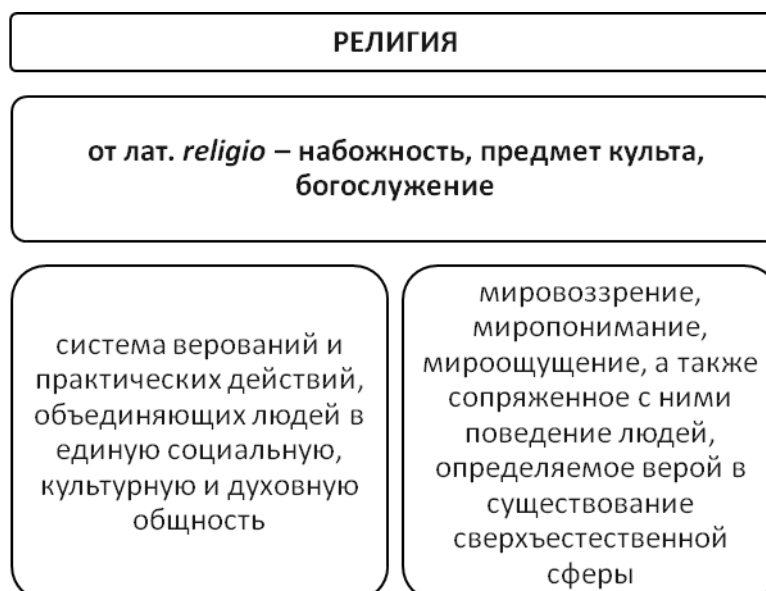 РЕЛИГИЯ
от лат. religio – набожность, предмет культа,
богослужение
система верований и
практических действий,
объединяющих людей в
единую социальную,
культурную и духовную
общность
мировоззрение,
миропонимание,
мироощущение, а также
сопряженное с ними
поведение людей,
определяемое верой в
существование
сверхъестественной
сферы